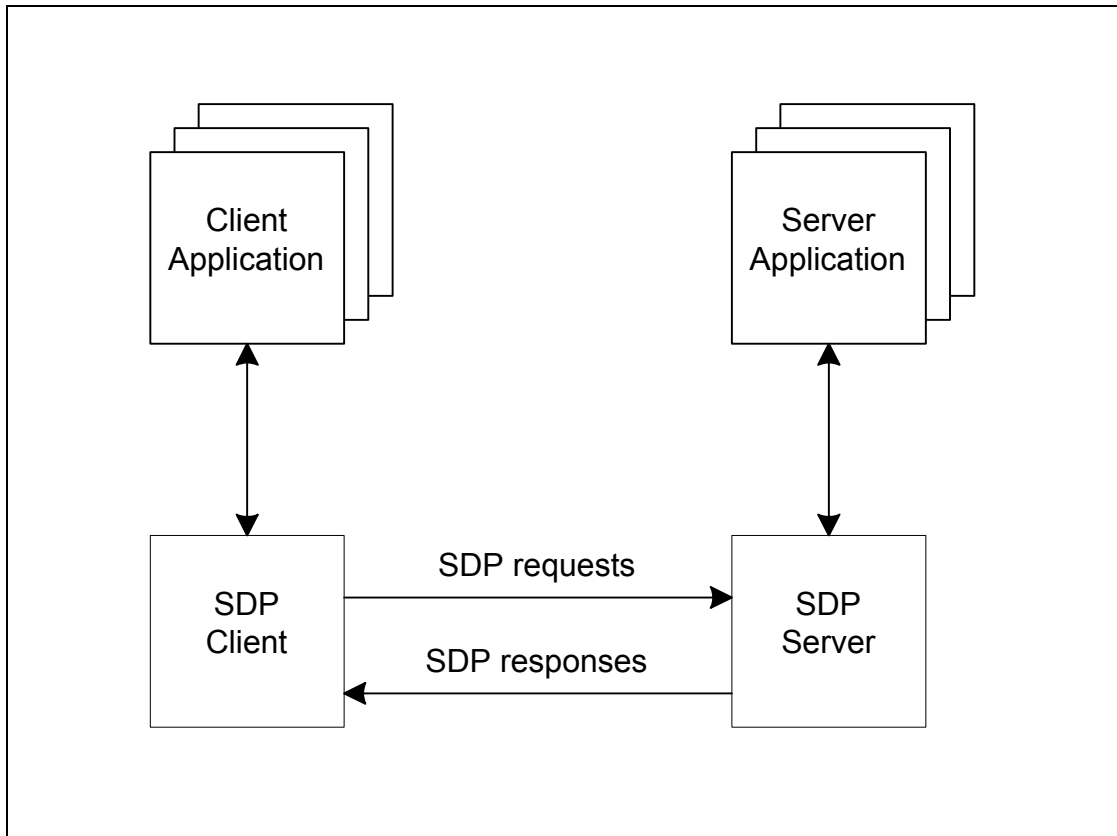 Client
Application
Server
Application
SDP requests
SDP
Client
SDP
Server
SDP responses